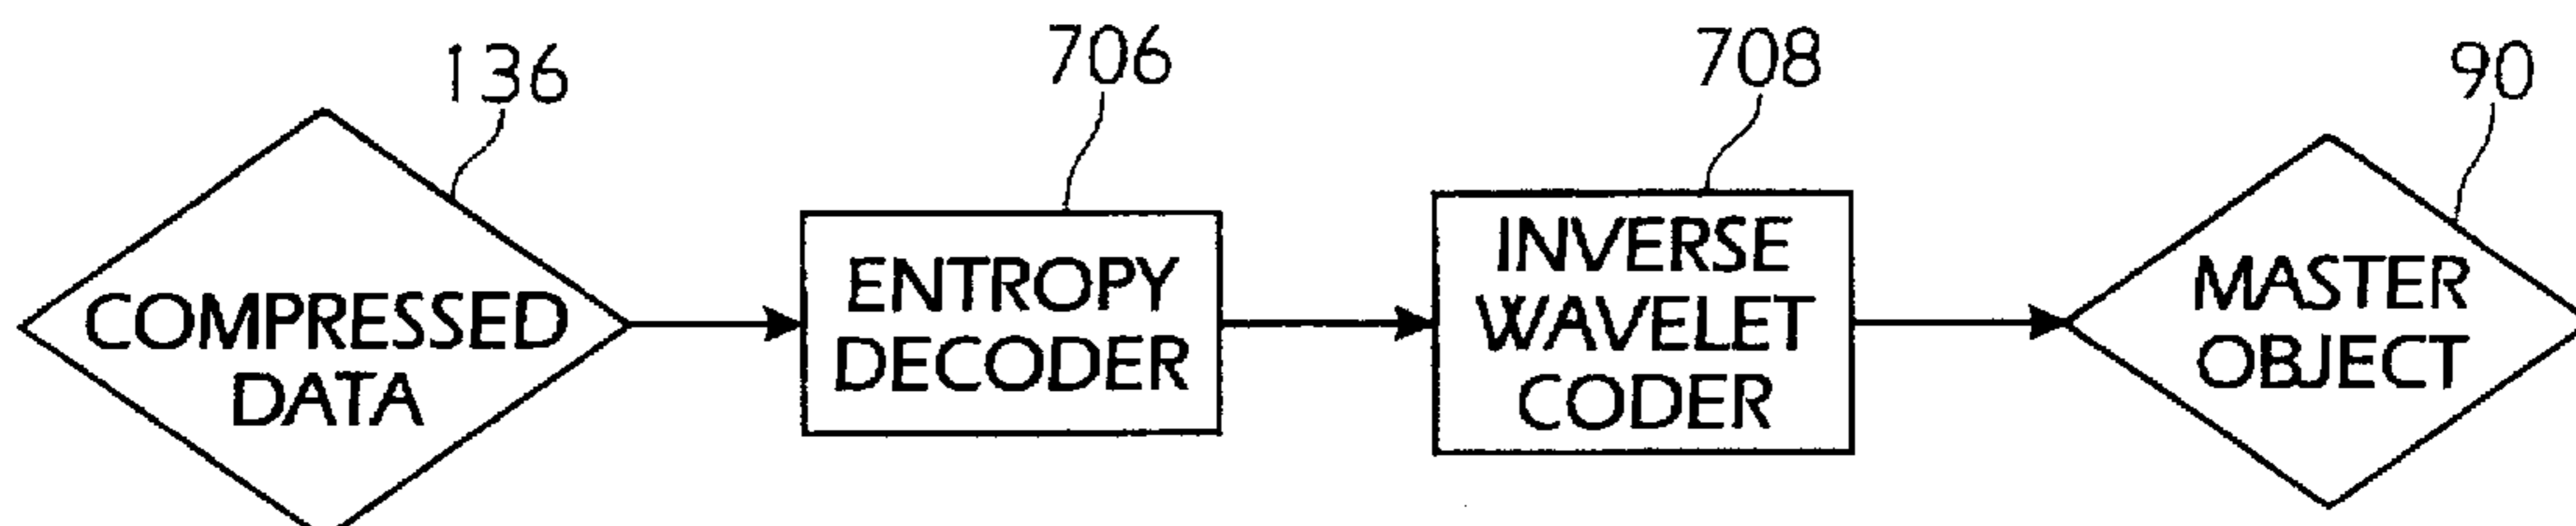 136
706
708
90
COMPRESSED
DATA
ENTROPY
DECODER
INVERSE
WAVELET
CODER
MASTER
OBJECT